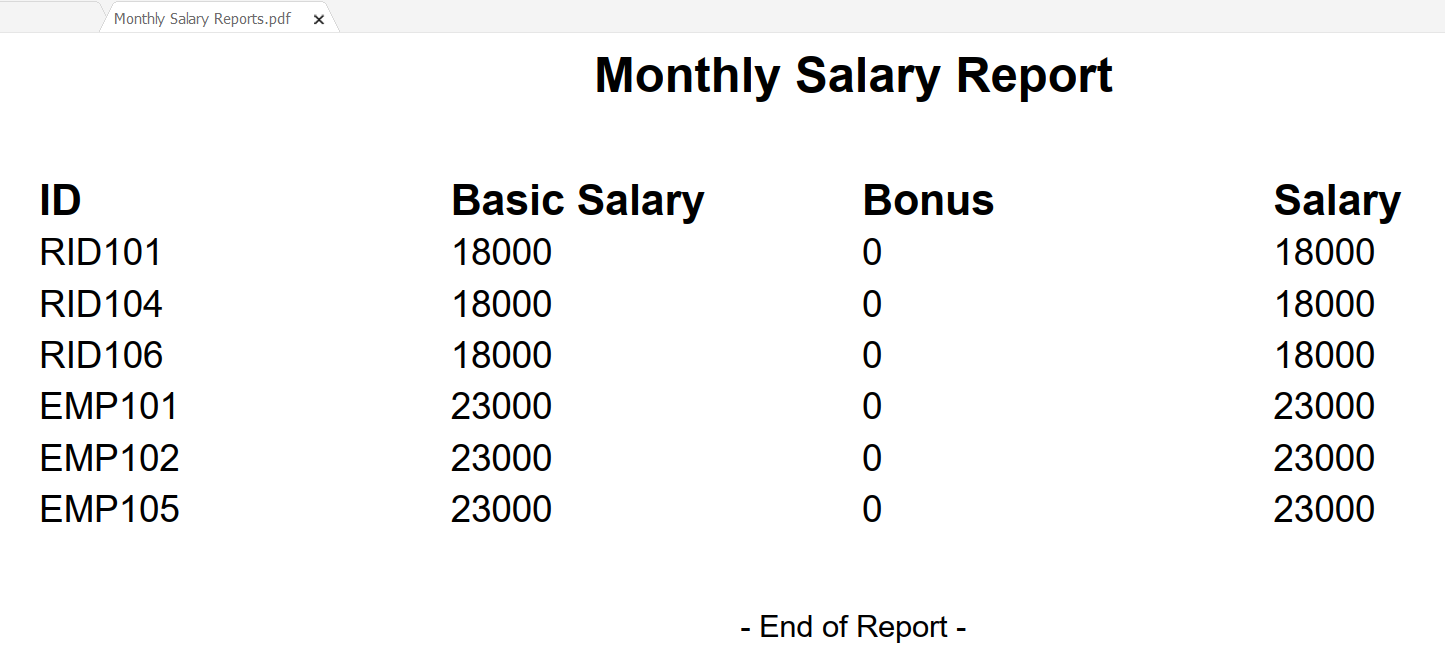 Monthly Salary Reports.pdf
Monthly Salary Report
ID Basic Salary Bonus Salary
RID101 18000 0 18000
RID104 18000 0 18000
RID106 18000 0 18000
EMP101 23000 0 23000
EMP102 23000 0 23000
EMP105 23000 0 23000
- End of Report -